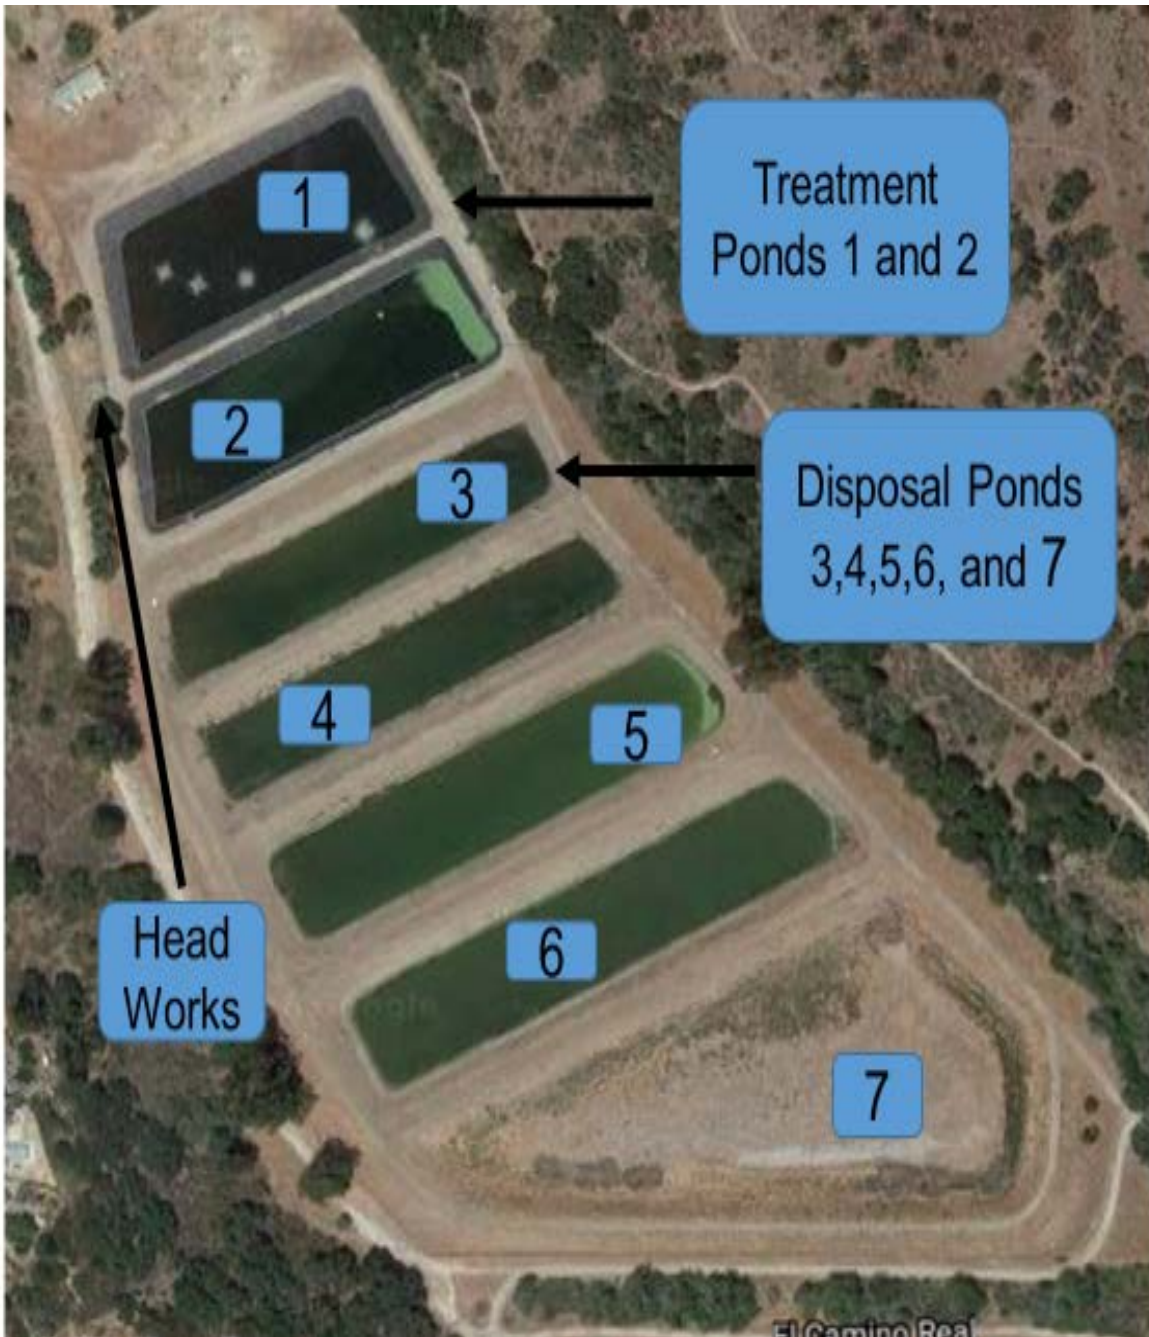 1
Treatment
Ponds 1 and 2
2
3
Disposal Ponds
3,4,5,6, and 7
4
5
Head
Works
6
7
El Camino Real